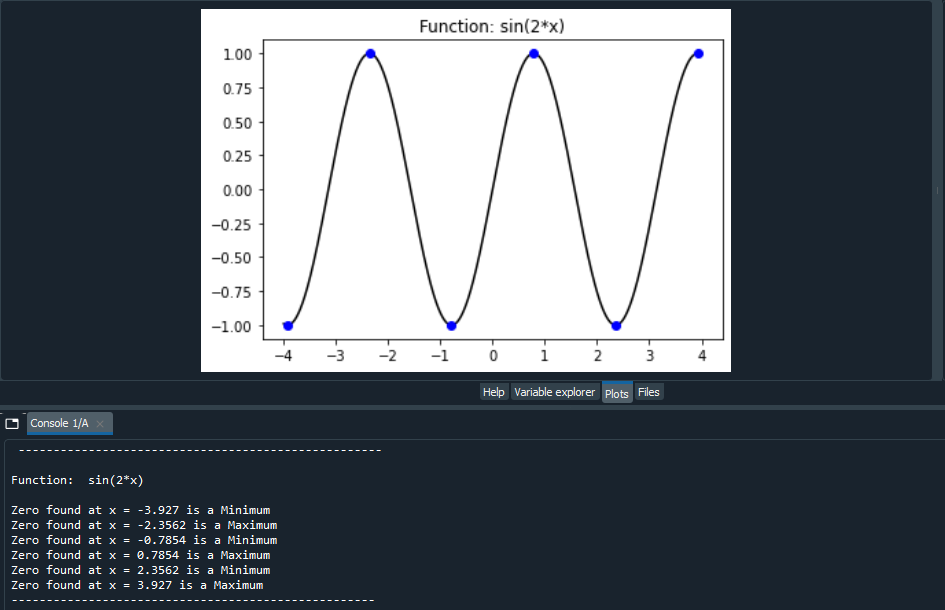 Function: sin(2*x)
1.00
0.75
0.50
0.25
0.00
−0.25
−0.50
−0.75
−1.00
−4 −3 −2 −1 0 1 2 3 4
Help Variable explorer Plots Files
Console 1/A ×
----------------------------------------------------
Function:  sin(2*x)
Zero found at x = -3.927 is a Minimum
Zero found at x = -2.3562 is a Maximum
Zero found at x = -0.7854 is a Minimum
Zero found at x = 0.7854 is a Maximum
Zero found at x = 2.3562 is a Minimum
Zero found at x = 3.927 is a Maximum
----------------------------------------------------